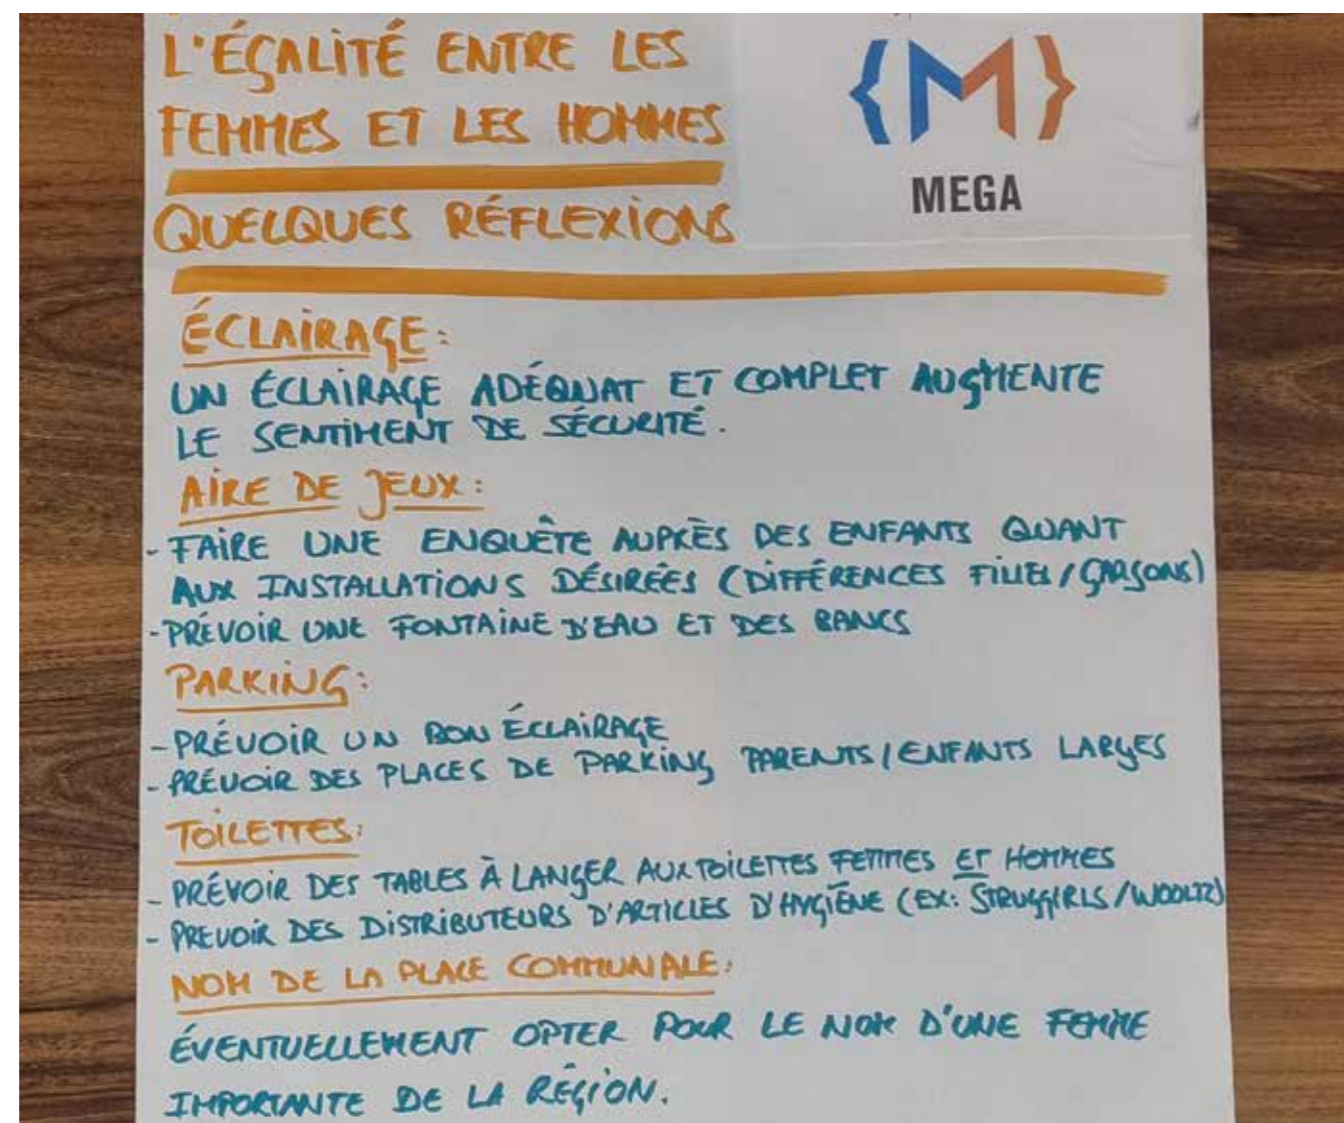 L'ÉGALITÉ ENTRE LES
FEMMES ET LES HOMMES
{M}
MEGA
QUELQUES RÉFLEXIONS
ÉCLAIRAGE:
UN ÉCLAIRAGE ADÉQUAT ET COMPLET AUGMENTE
LE SENTIMENT DE SÉCURITÉ.
AIRE DE JEUX:
- FAIRE UNE ENQUÊTE AUPRÈS DES ENFANTS QUANT
AUX INSTALLATIONS DÉSIRÉES (DIFFÉRENCES FILLES/GARSONS)
- PRÉVOIR UNE FONTAINE D'EAU ET DES BANCS
PARKING:
- PRÉVOIR UN BON ÉCLAIRAGE
- PRÉVOIR DES PLACES DE PARKING PARENTS/ENFANTS LARGES
TOILETTES:
- PRÉVOIR DES TABLES À LANGER AUX TOILETTES FEMMES ET HOMMES
- PREVOIR DES DISTRIBUTEURS D'ARTICLES D'HYGIÈNE (EX: STRUGGIRLS/WOOLTZ)
NOM DE LA PLACE COMMUNALE:
ÉVENTUELLEMENT OPTER POUR LE NOM D'UNE FEMME
IMPORTANTE DE LA RÉGION.